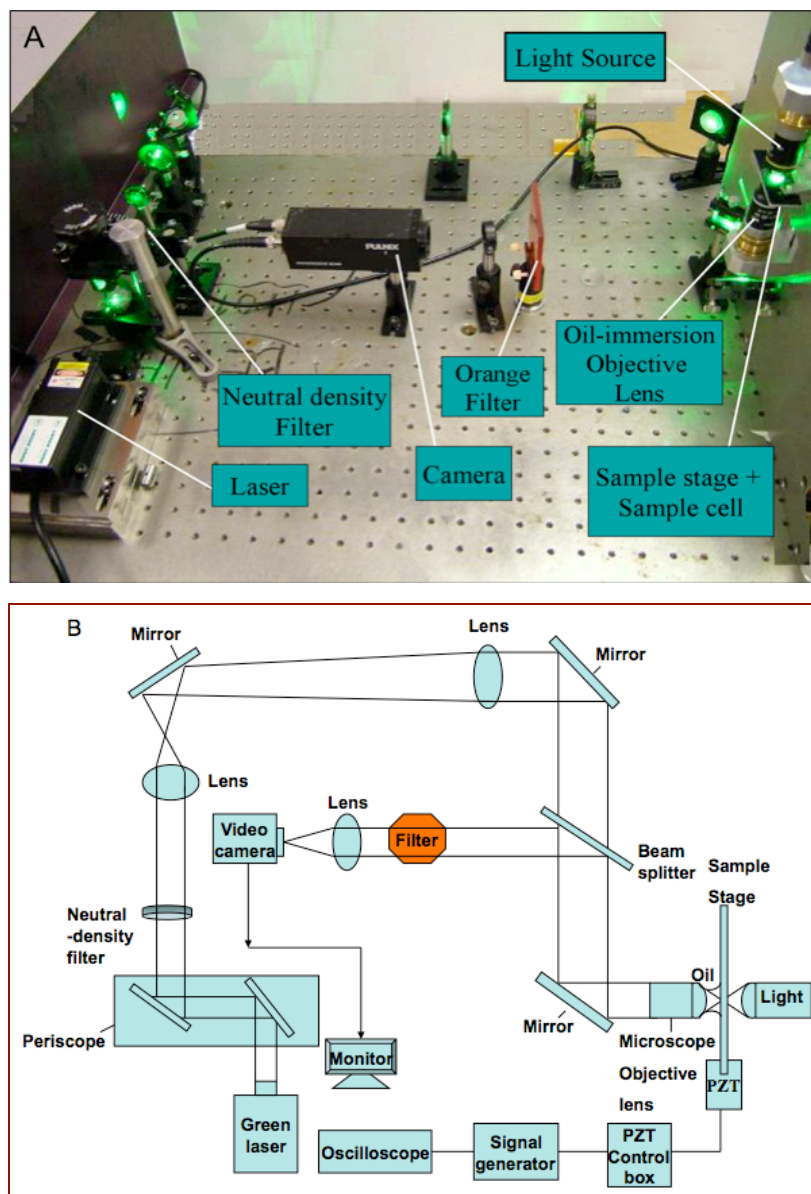 A
Light Source
PULNIX
Neutral density
Filter
Laser
Camera
Orange
Filter
Oil-immersion
Objective
Lens
Sample stage +
Sample cell
B
Mirror
Lens
Mirror
Lens
Lens
Video
camera
Filter
Beam
splitter
Sample
Stage
Neutral
-density
filter
Oil
Light
Mirror
Microscope
Periscope
Monitor
Objective
PZT
lens
Green
laser
Oscilloscope
Signal
generator
PZT
Control
box